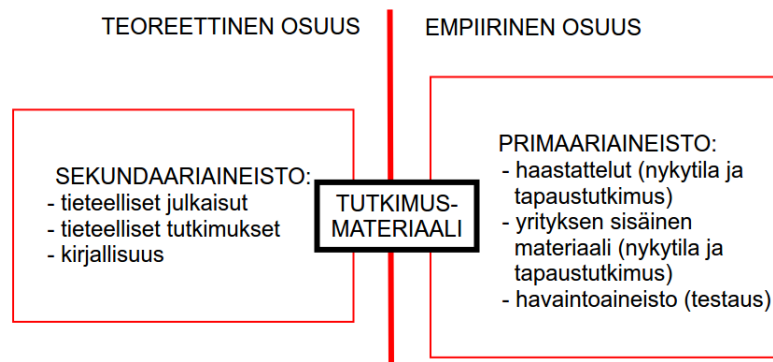 TEOREETTINEN OSUUS
EMPIIRINEN OSUUS
SEKUNDAARIAINEISTO:
- tieteelliset julkaisut
- tieteelliset tutkimukset
- kirjallisuus
TUTKIMUS-
MATERIAALI
PRIMAARIAINEISTO:
- haastattelut (nykytila ja
tapaustutkimus)
- yrityksen sisäinen
materiaali (nykytila ja
tapaustutkimus)
- havaintoaineisto (testaus)